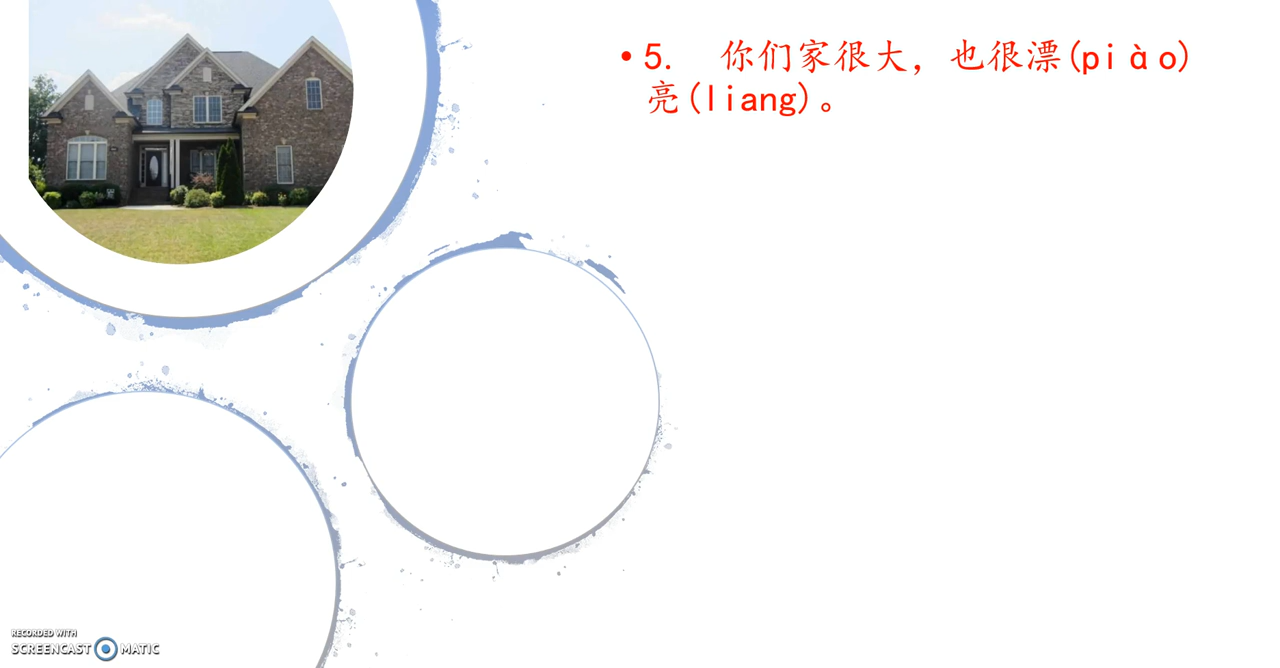 • 5. 你们家很大，也很漂(piào)
亮(liang)。
RECORDED WITH
SCREENCAST MATIC